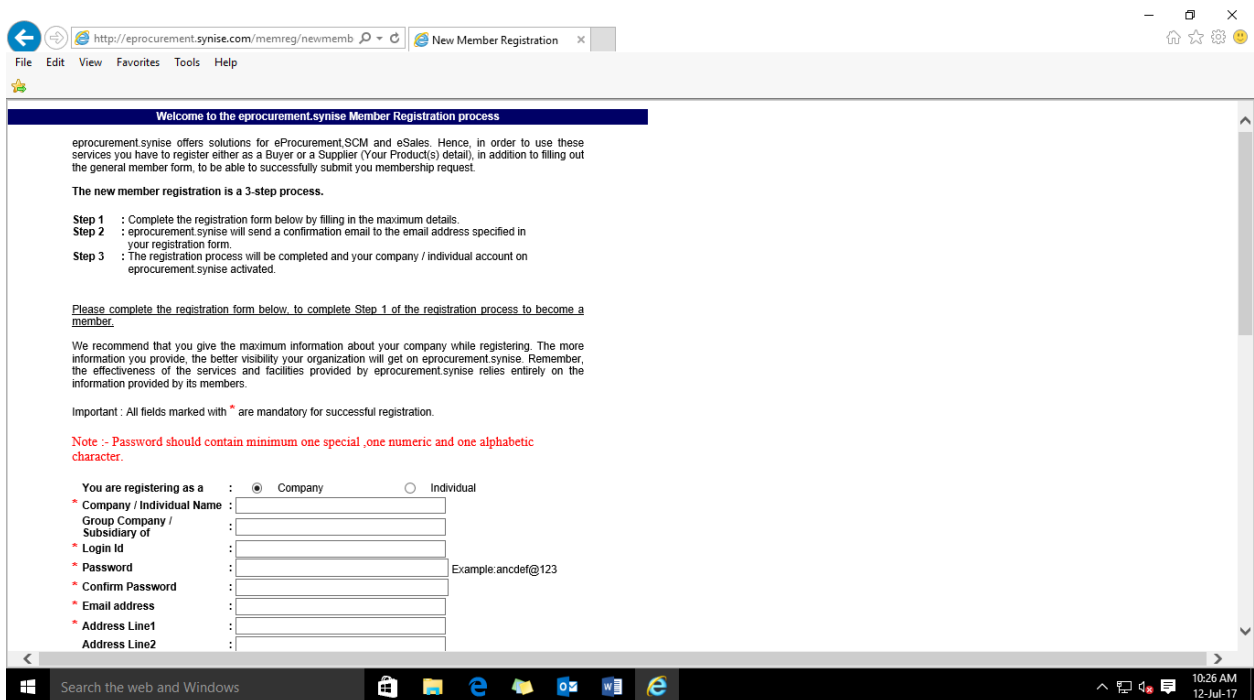 http://eprocurement.synise.com/memreg/newmemb
New Member Registration
File Edit View Favorites Tools Help
Welcome to the eprocurement.synise Member Registration process
eprocurement.synise offers solutions for eProcurement,SCM and eSales. Hence, in order to use these
services you have to register either as a Buyer or a Supplier (Your Product(s) detail), in addition to filling out
the general member form, to be able to successfully submit you membership request.
The new member registration is a 3-step process.
Step 1 : Complete the registration form below by filling in the maximum details.
Step 2 : eprocurement.synise will send a confirmation email to the email address specified in
your registration form.
Step 3 : The registration process will be completed and your company / individual account on
eprocurement.synise activated.
Please complete the registration form below, to complete Step 1 of the registration process to become a
member.
We recommend that you give the maximum information about your company while registering. The more
information you provide, the better visibility your organization will get on eprocurement.synise. Remember,
the effectiveness of the services and facilities provided by eprocurement.synise relies entirely on the
information provided by its members.
Important : All fields marked with * are mandatory for successful registration.
Note :- Password should contain minimum one special ,one numeric and one alphabetic
character.
You are registering as a : Company Individual
* Company / Individual Name :
Group Company /
Subsidiary of :
* Login Id :
* Password : Example:ancdef@123
* Confirm Password :
* Email address :
* Address Line1 :
Address Line2 :
Search the web and Windows
10:26 AM
12-Jul-17